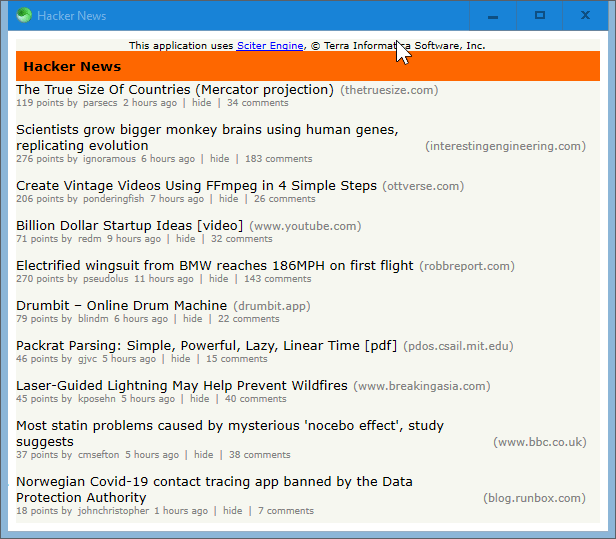 Hacker News
This application uses Sciter Engine, © Terra Informatica Software, Inc.
Hacker News
The True Size Of Countries (Mercator projection) (thetruesize.com)
119 points by parsecs 2 hours ago | hide | 34 comments
Scientists grow bigger monkey brains using human genes,
replicating evolution (interestingengineering.com)
276 points by ignoramous 6 hours ago | hide | 183 comments
Create Vintage Videos Using FFmpeg in 4 Simple Steps (ottverse.com)
206 points by ponderingfish 7 hours ago | hide | 26 comments
Billion Dollar Startup Ideas [video] (www.youtube.com)
71 points by redm 9 hours ago | hide | 32 comments
Electrified wingsuit from BMW reaches 186MPH on first flight (robbreport.com)
270 points by pseudolus 11 hours ago | hide | 143 comments
Drumbit – Online Drum Machine (drumbit.app)
79 points by blindm 6 hours ago | hide | 22 comments
Packrat Parsing: Simple, Powerful, Lazy, Linear Time [pdf] (pdos.csail.mit.edu)
46 points by gjvc 5 hours ago | hide | 15 comments
Laser-Guided Lightning May Help Prevent Wildfires (www.breakingasia.com)
45 points by kposehn 5 hours ago | hide | 40 comments
Most statin problems caused by mysterious 'nocebo effect', study
suggests (www.bbc.co.uk)
37 points by cmsefton 5 hours ago | hide | 38 comments
Norwegian Covid-19 contact tracing app banned by the Data
Protection Authority (blog.runbox.com)
18 points by johnchristopher 1 hours ago | hide | 7 comments